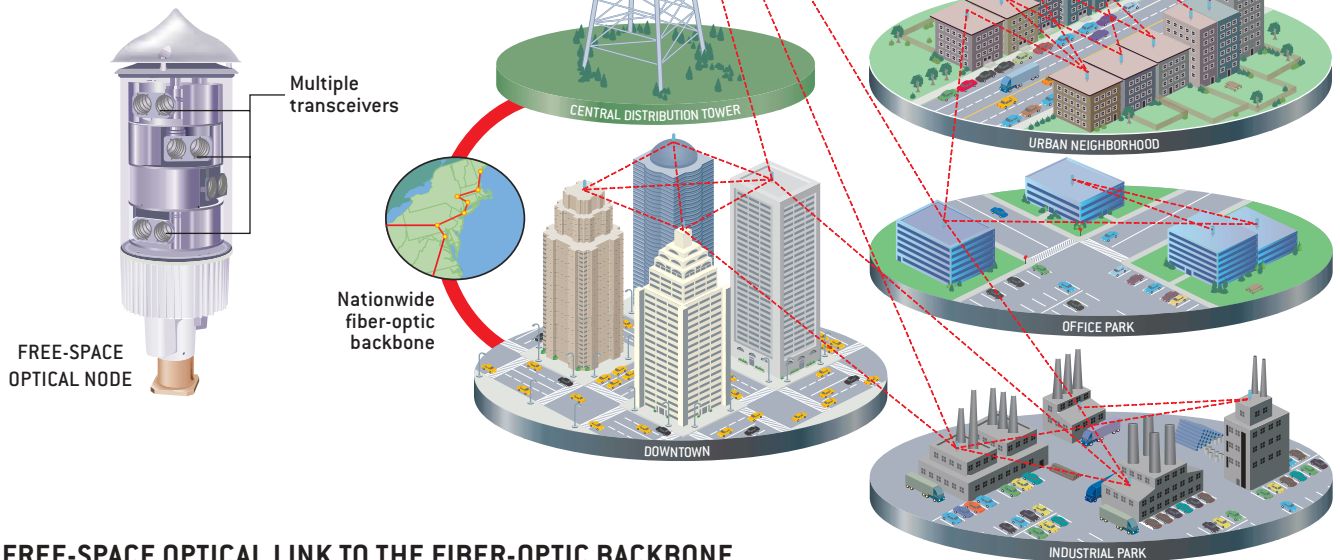 Multiple
transceivers
FREE-SPACE
OPTICAL NODE
CENTRAL DISTRIBUTION TOWER
Nationwide
fiber-optic
backbone
DOWNTOWN
URBAN NEIGHBORHOOD
OFFICE PARK
INDUSTRIAL PARK
FREE-SPACE OPTICAL LINK TO THE FIBER-OPTIC BACKBONE